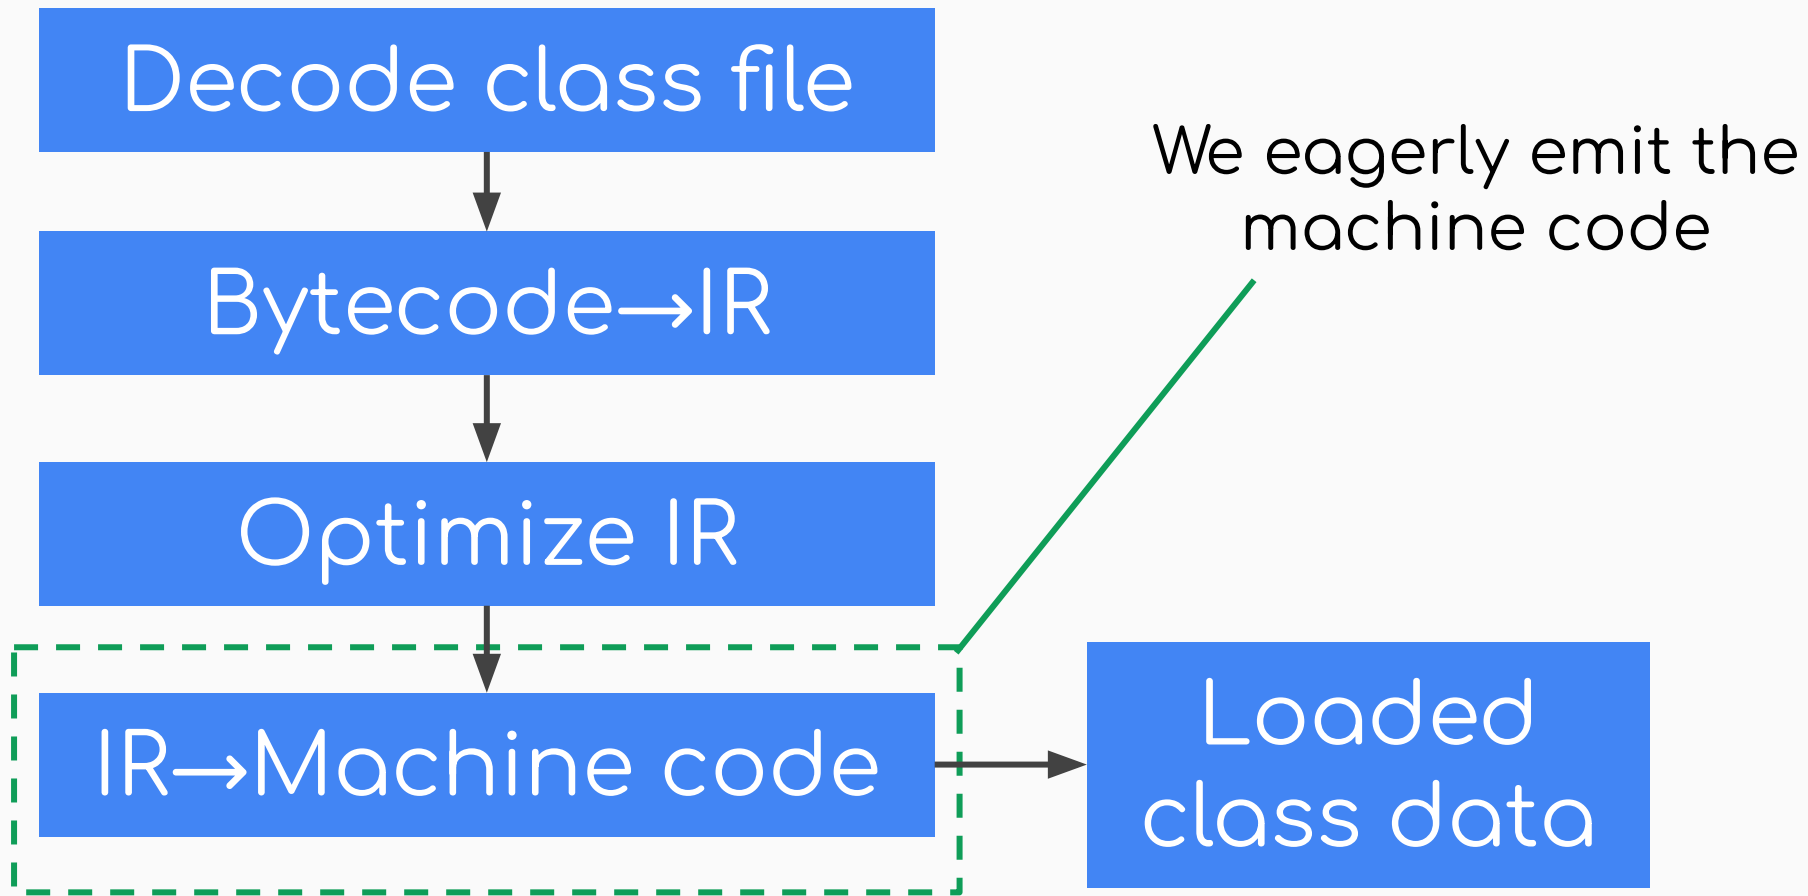 Decode class file
We eagerly emit the
machine code
Bytecode→IR
Optimize IR
IR→Machine code
Loaded
class data